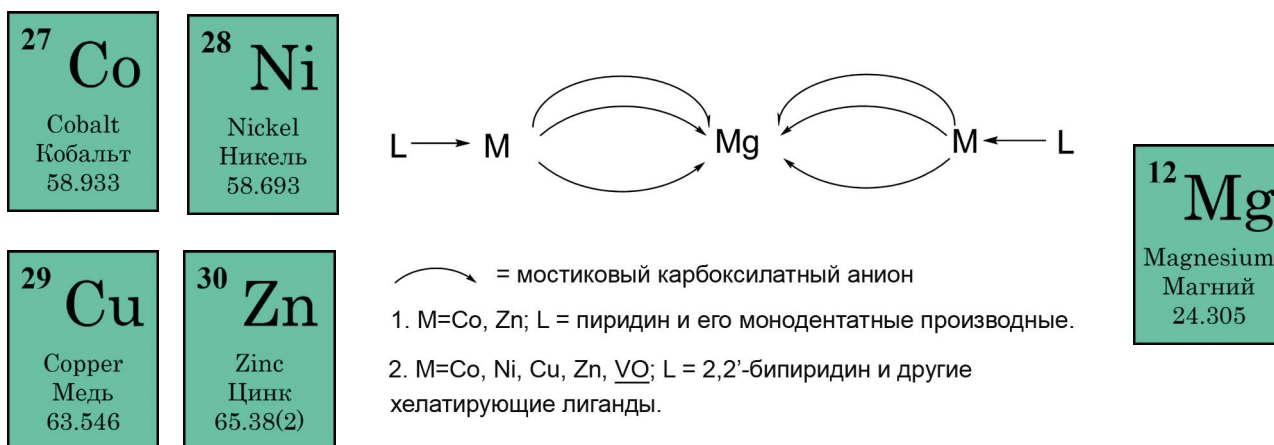 27
Co
Cobalt
Кобальт
58.933
28
Ni
Nickel
Никель
58.693
L M Mg M L
12
Mg
Magnesium
Магний
24.305
29
Cu
Copper
Медь
63.546
30
Zn
Zinc
Цинк
65.38(2)
= мостиковый карбоксилатный анион
1. M=Co, Zn; L = пиридин и его монодентатные производные.
2. M=Co, Ni, Cu, Zn, VO; L = 2,2'-бипиридин и другие
хелатирующие лиганды.